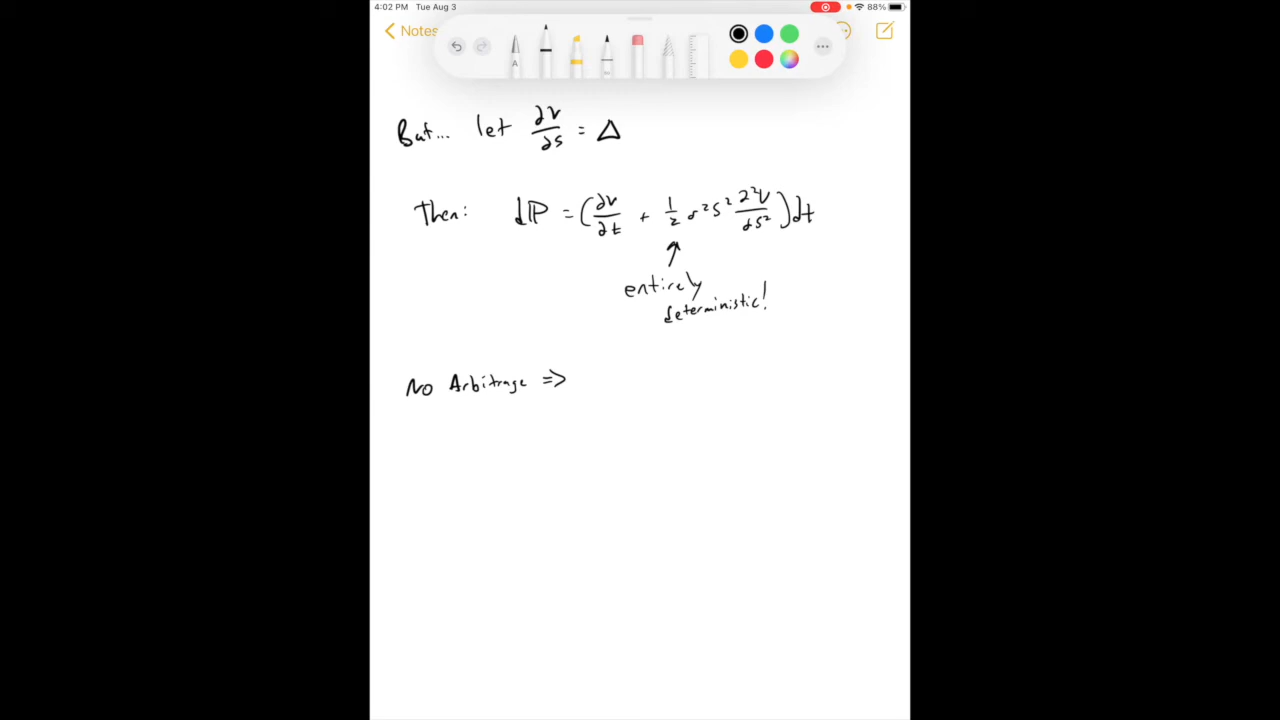 4:02 PM Tue Aug 3 88%
Notes
A
But... let ∂V/∂S = Δ
Then: dP = (∂V/∂t + 1/2 σ²S² ∂²V/∂S²)dt
entirely
deterministic!
No Arbitrage =>